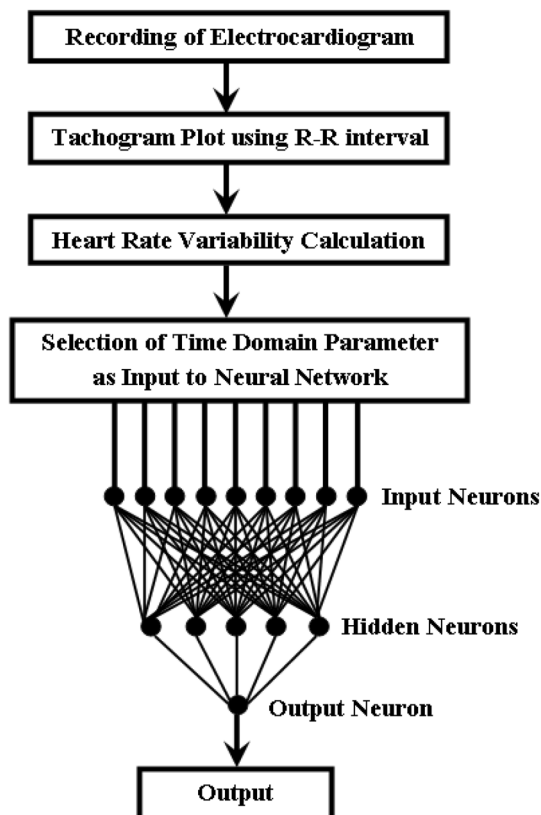 Recording of Electrocardiogram
Tachogram Plot using R-R interval
Heart Rate Variability Calculation
Selection of Time Domain Parameter
as Input to Neural Network
Input Neurons
Hidden Neurons
Output Neuron
Output